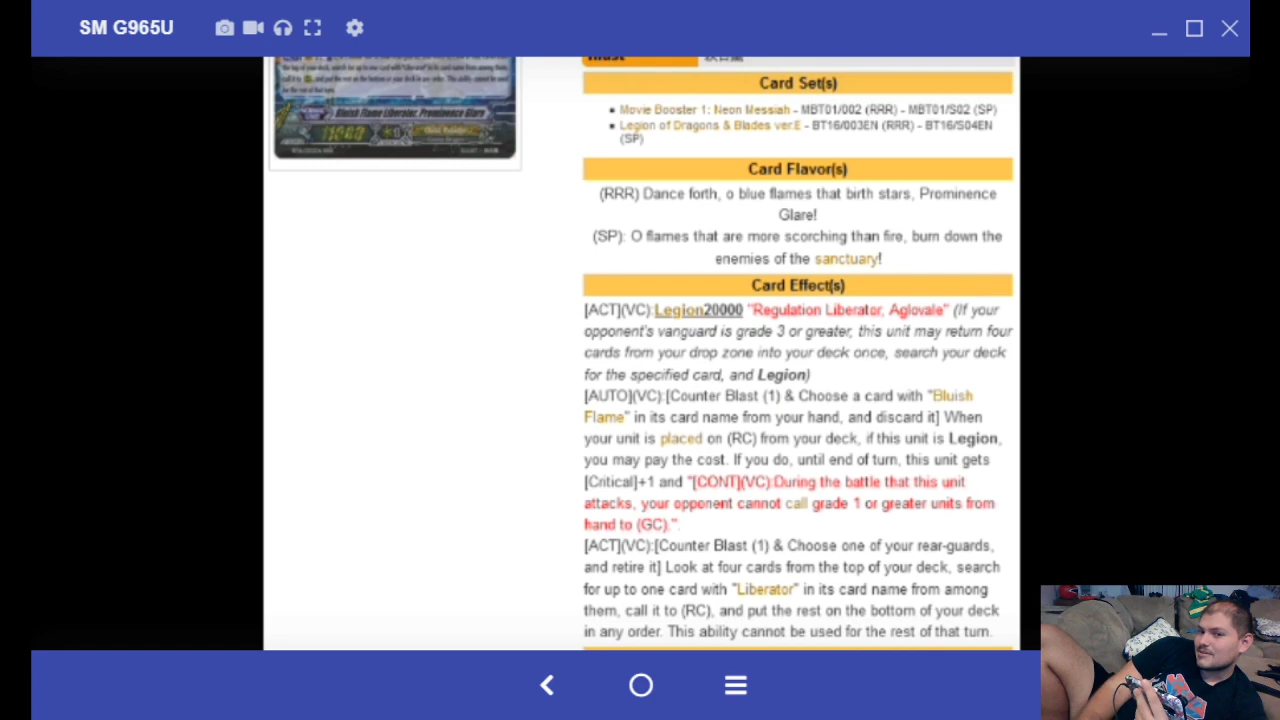 SM G965U
Illust
Card Set(s)
Movie Booster 1: Neon Messiah - MBT01/002 (RRR) - MBT01/S02 (SP)
Legion of Dragons & Blades ver.E - BT16/003EN (RRR) - BT16/S04EN
(SP)
Bluish Flame Liberator, Prominence Glare
11000
Card Flavor(s)
(RRR) Dance forth, o blue flames that birth stars, Prominence
Glare!
(SP): O flames that are more scorching than fire, burn down the
enemies of the sanctuary!
Card Effect(s)
[ACT](VC):Legion20000 "Regulation Liberator, Aglovale" (If your
opponent's vanguard is grade 3 or greater, this unit may return four
cards from your drop zone into your deck once, search your deck
for the specified card, and Legion)
[AUTO](VC):[Counter Blast (1) & Choose a card with "Bluish
Flame" in its card name from your hand, and discard it] When
your unit is placed on (RC) from your deck, if this unit is Legion,
you may pay the cost. If you do, until end of turn, this unit gets
[Critical]+1 and "[CONT](VC):During the battle that this unit
attacks, your opponent cannot call grade 1 or greater units from
hand to (GC).".
[ACT](VC):[Counter Blast (1) & Choose one of your rear-guards,
and retire it] Look at four cards from the top of your deck, search
for up to one card with "Liberator" in its card name from among
them, call it to (RC), and put the rest on the bottom of your deck
in any order. This ability cannot be used for the rest of that turn.